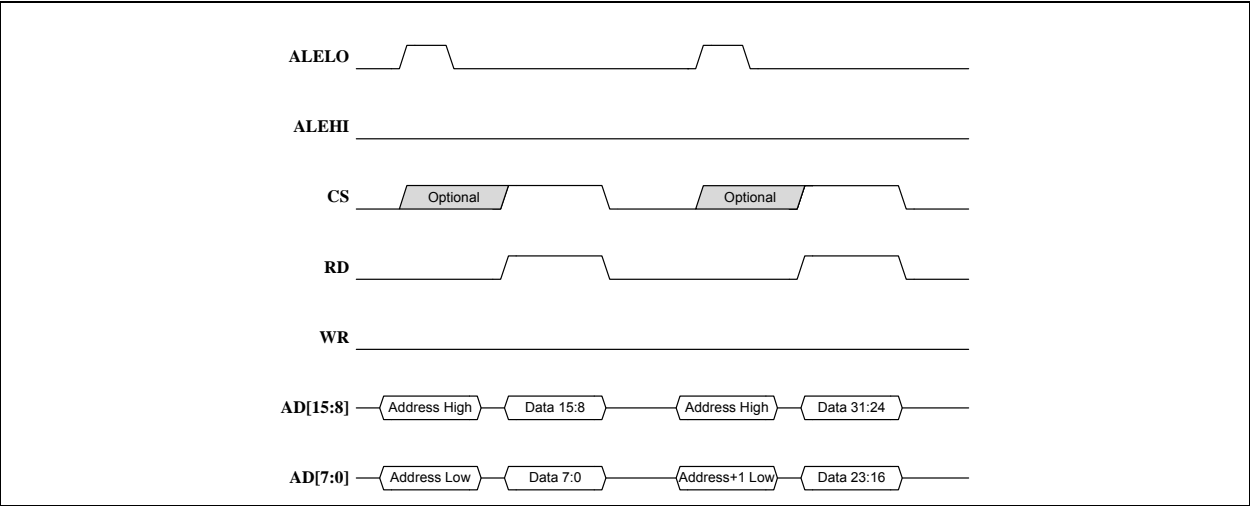 ALELO
ALEHI
CS Optional Optional
RD
WR
AD[15:8] Address High Data 15:8 Address High Data 31:24
AD[7:0] Address Low Data 7:0 Address+1 Low Data 23:16